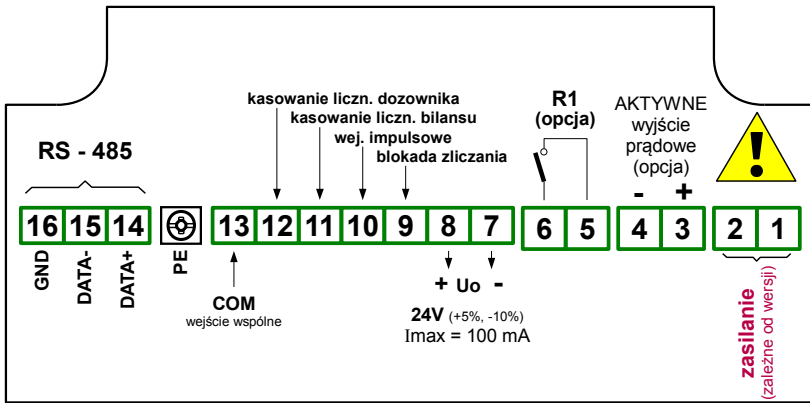 kasowanie liczn. dozownika
kasowanie liczn. bilansu
wej. impulsowe
blokada zliczania
R1
(opcja)
AKTYWNE
wyjście
prądowe
(opcja)
- +
!
RS - 485
16 15 14 13 12 11 10 9 8 7 6 5 4 3 2 1
GND
DATA-
DATA+
PE
COM
wejście wspólne
+ Uo -
24V (+5%, -10%)
Imax = 100 mA
zasilanie
(zależne od wersji)